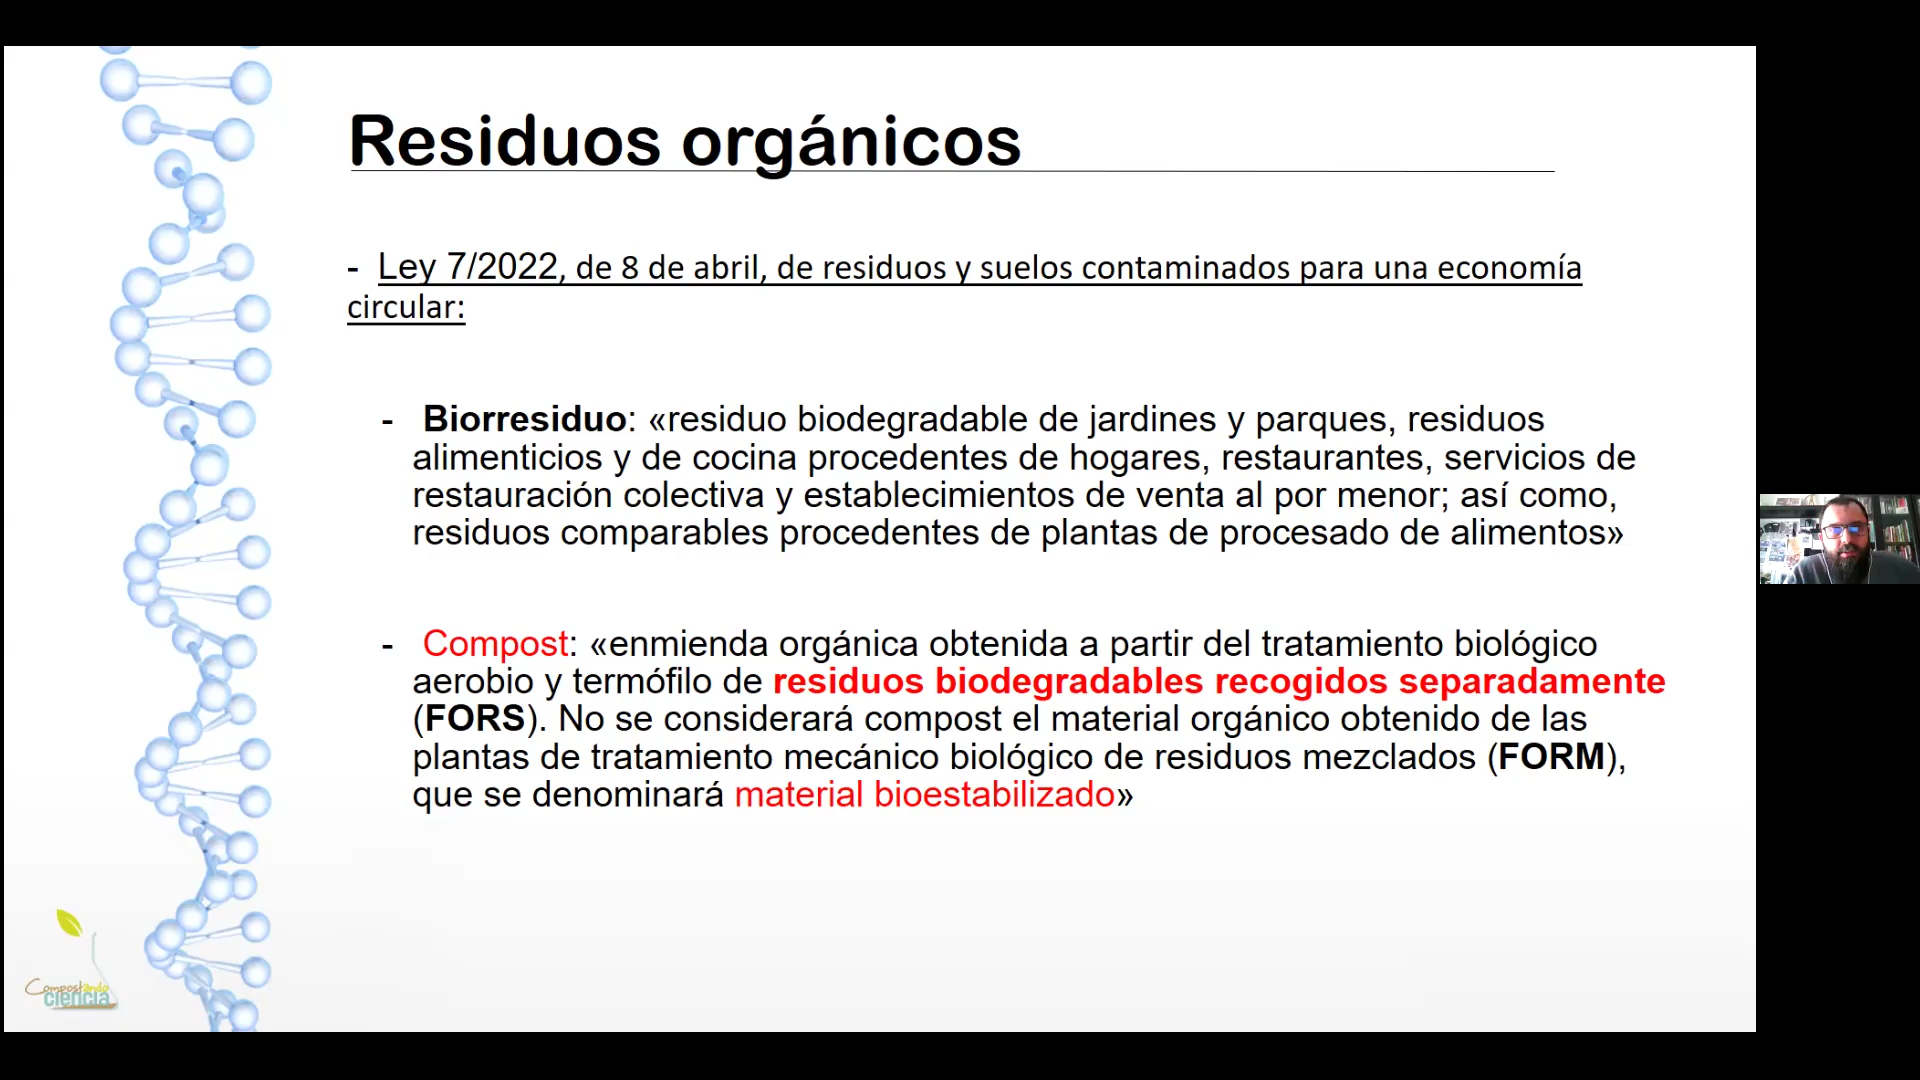 Residuos orgánicos
- Ley 7/2022, de 8 de abril, de residuos y suelos contaminados para una economía
circular:
- Biorresiduo: «residuo biodegradable de jardines y parques, residuos
alimenticios y de cocina procedentes de hogares, restaurantes, servicios de
restauración colectiva y establecimientos de venta al por menor; así como,
residuos comparables procedentes de plantas de procesado de alimentos»
- Compost: «enmienda orgánica obtenida a partir del tratamiento biológico
aerobio y termófilo de residuos biodegradables recogidos separadamente
(FORS). No se considerará compost el material orgánico obtenido de las
plantas de tratamiento mecánico biológico de residuos mezclados (FORM),
que se denominará material bioestabilizado»
Compostando
ciencia